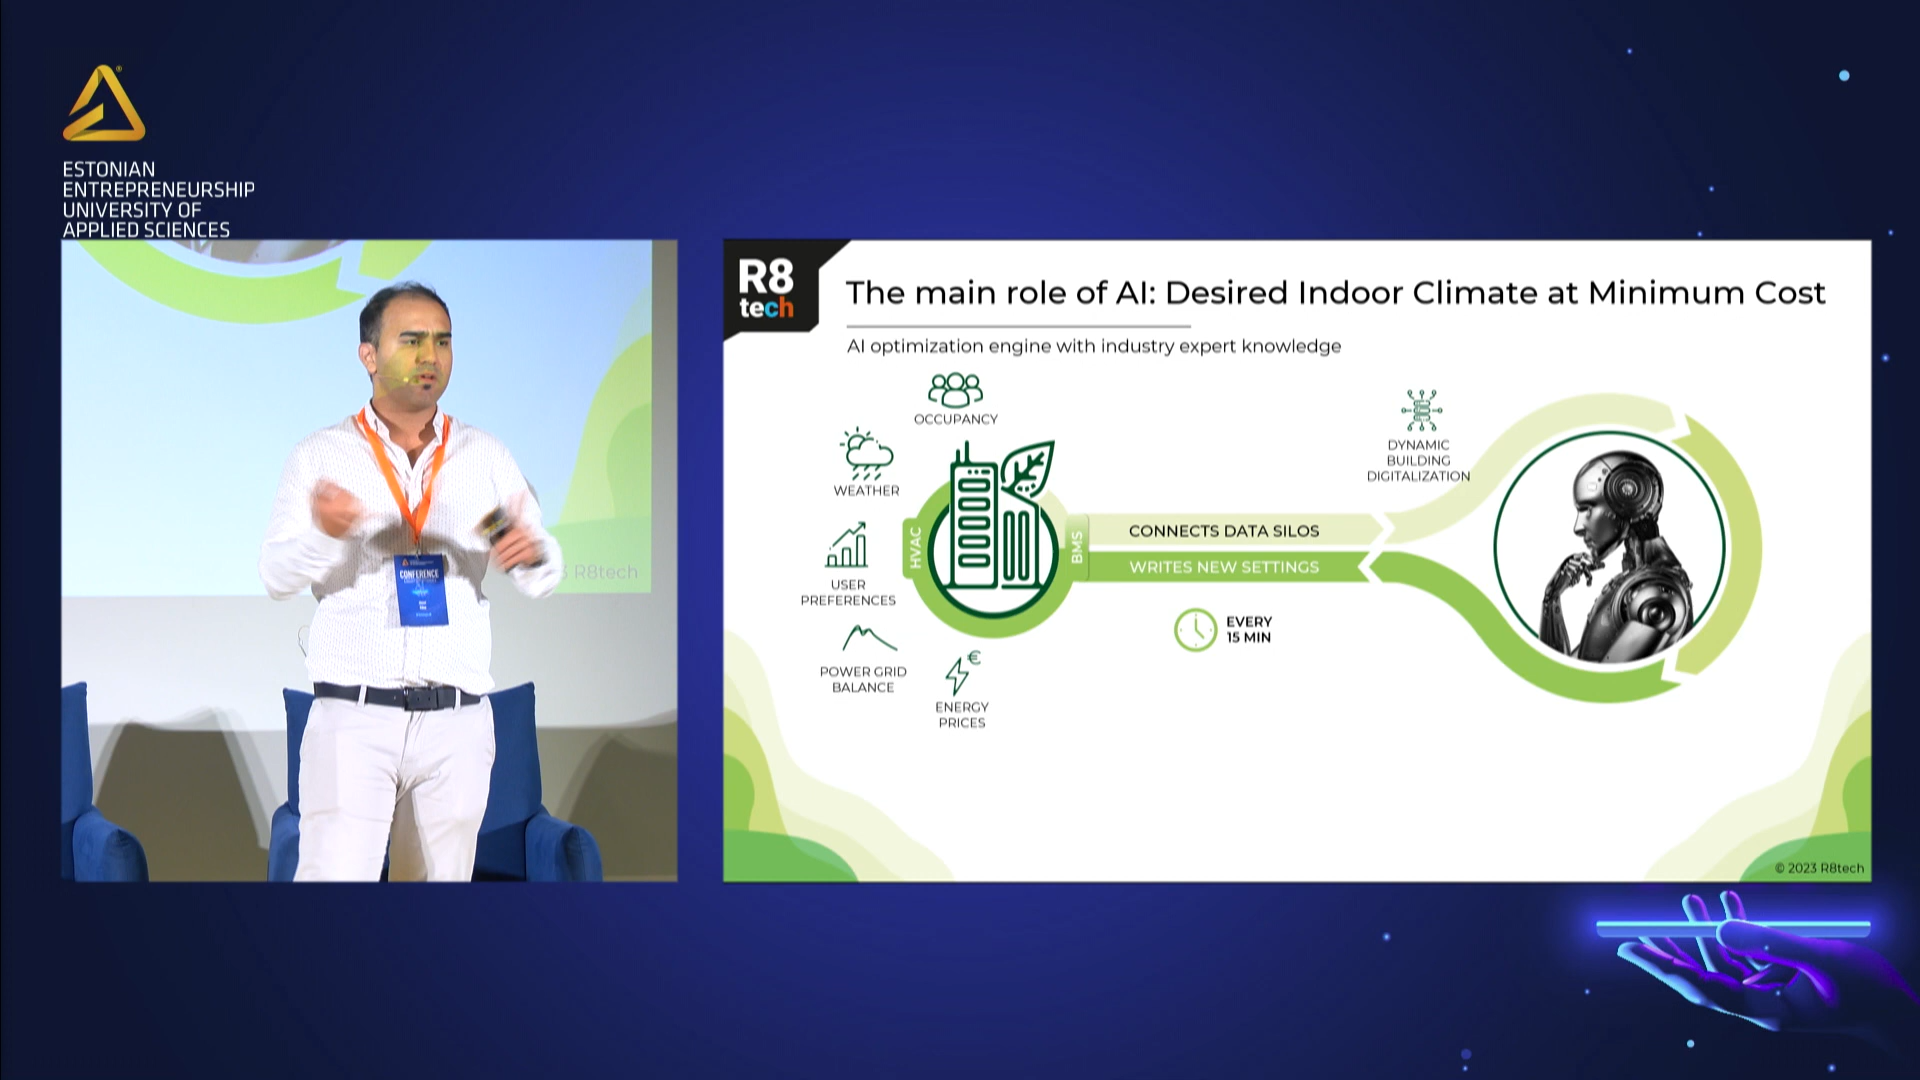 ESTONIAN
ENTREPRENEURSHIP
UNIVERSITY OF
APPLIED SCIENCES
R8tech
CONFERENCE
R8
tech
The main role of AI: Desired Indoor Climate at Minimum Cost
AI optimization engine with industry expert knowledge
OCCUPANCY
WEATHER
USER
PREFERENCES
POWER GRID
BALANCE
ENERGY
PRICES
€
HVAC
BMS
CONNECTS DATA SILOS
WRITES NEW SETTINGS
EVERY
15 MIN
DYNAMIC
BUILDING
DIGITALIZATION
© 2023 R8tech